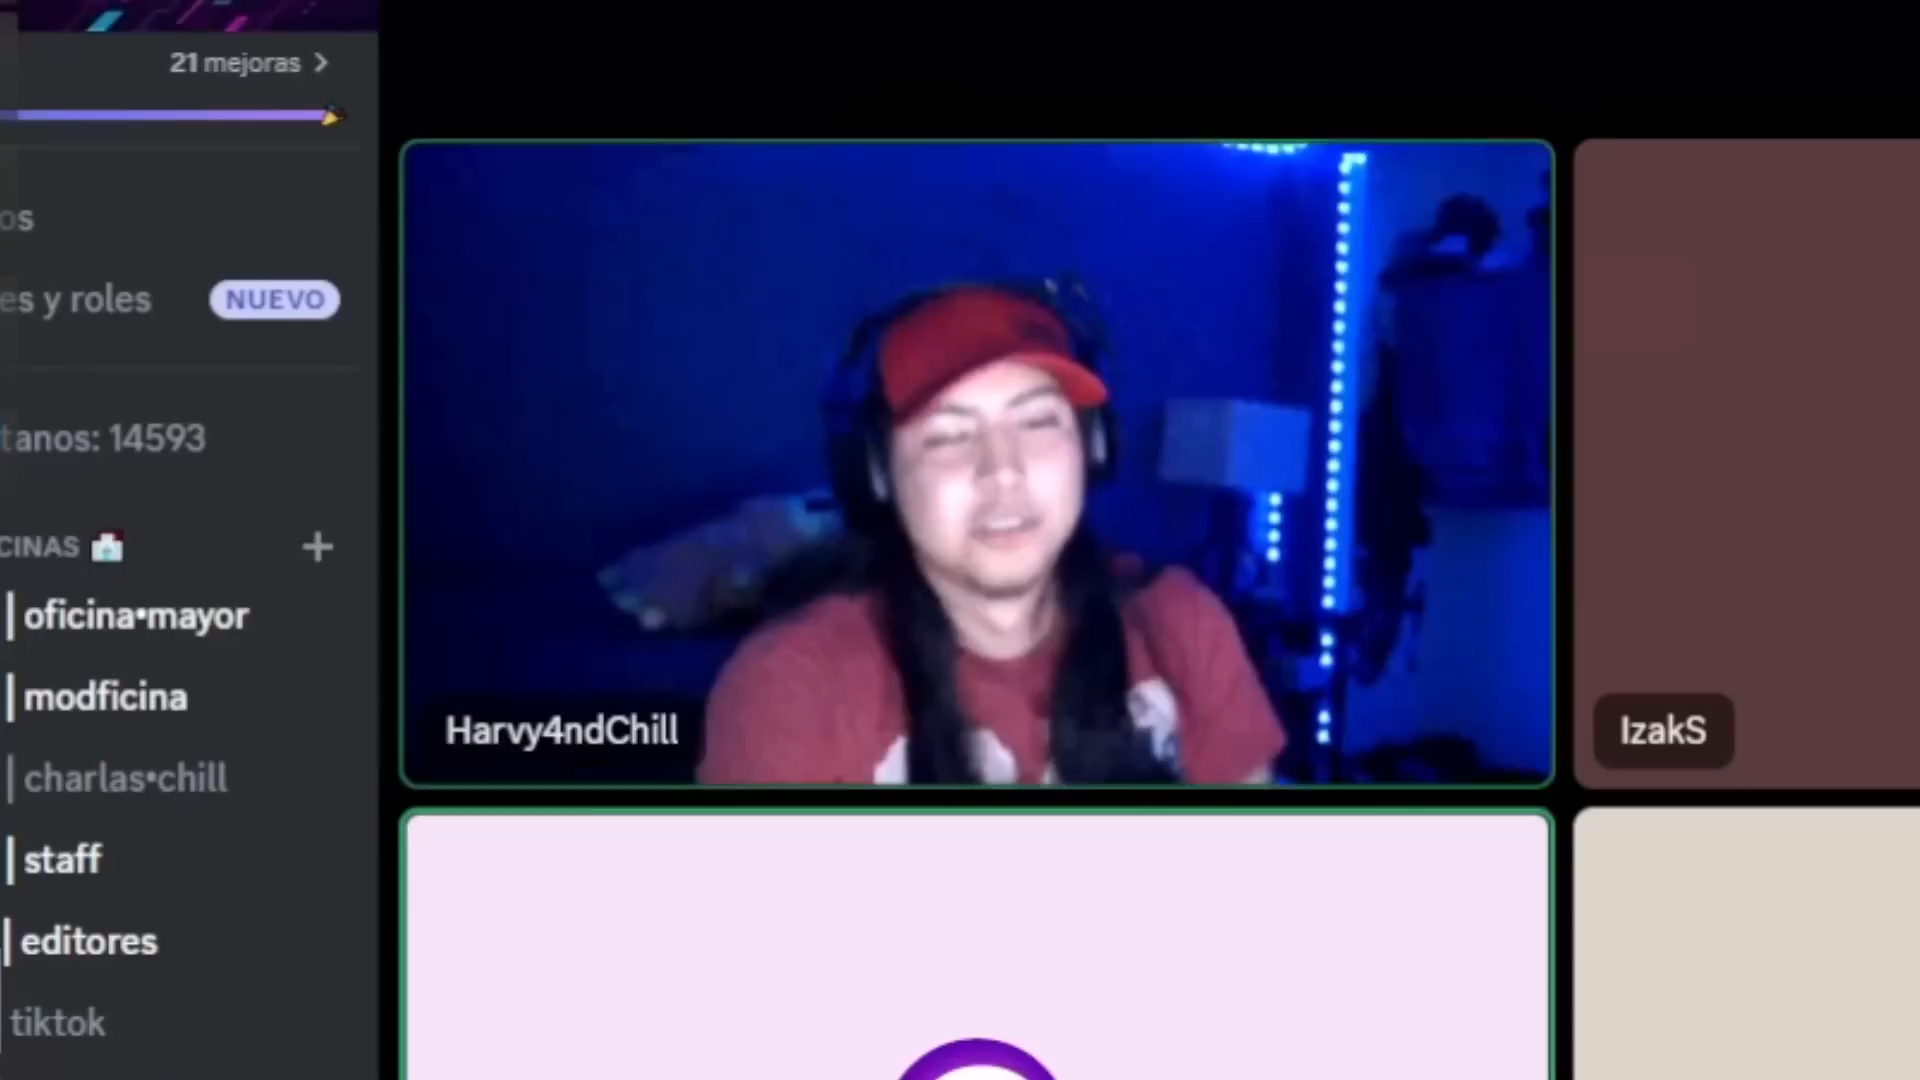 21 mejoras
os
es y roles
NUEVO
tanos: 14593
CINAS
oficina•mayor
modficina
charlas•chill
staff
editores
tiktok
Harvy4ndChill
IzakS